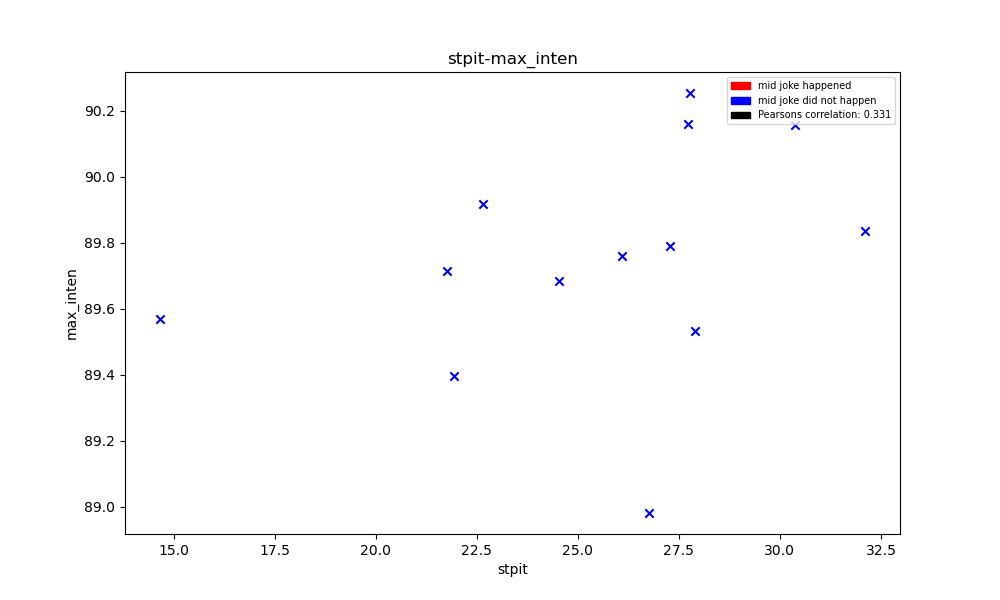 stpit-max_inten
mid joke happened
mid joke did not happen
Pearsons correlation: 0.331
90.2
90.0
89.8
89.6
89.4
89.2
89.0
max_inten
15.0 17.5 20.0 22.5 25.0 27.5 30.0 32.5
stpit